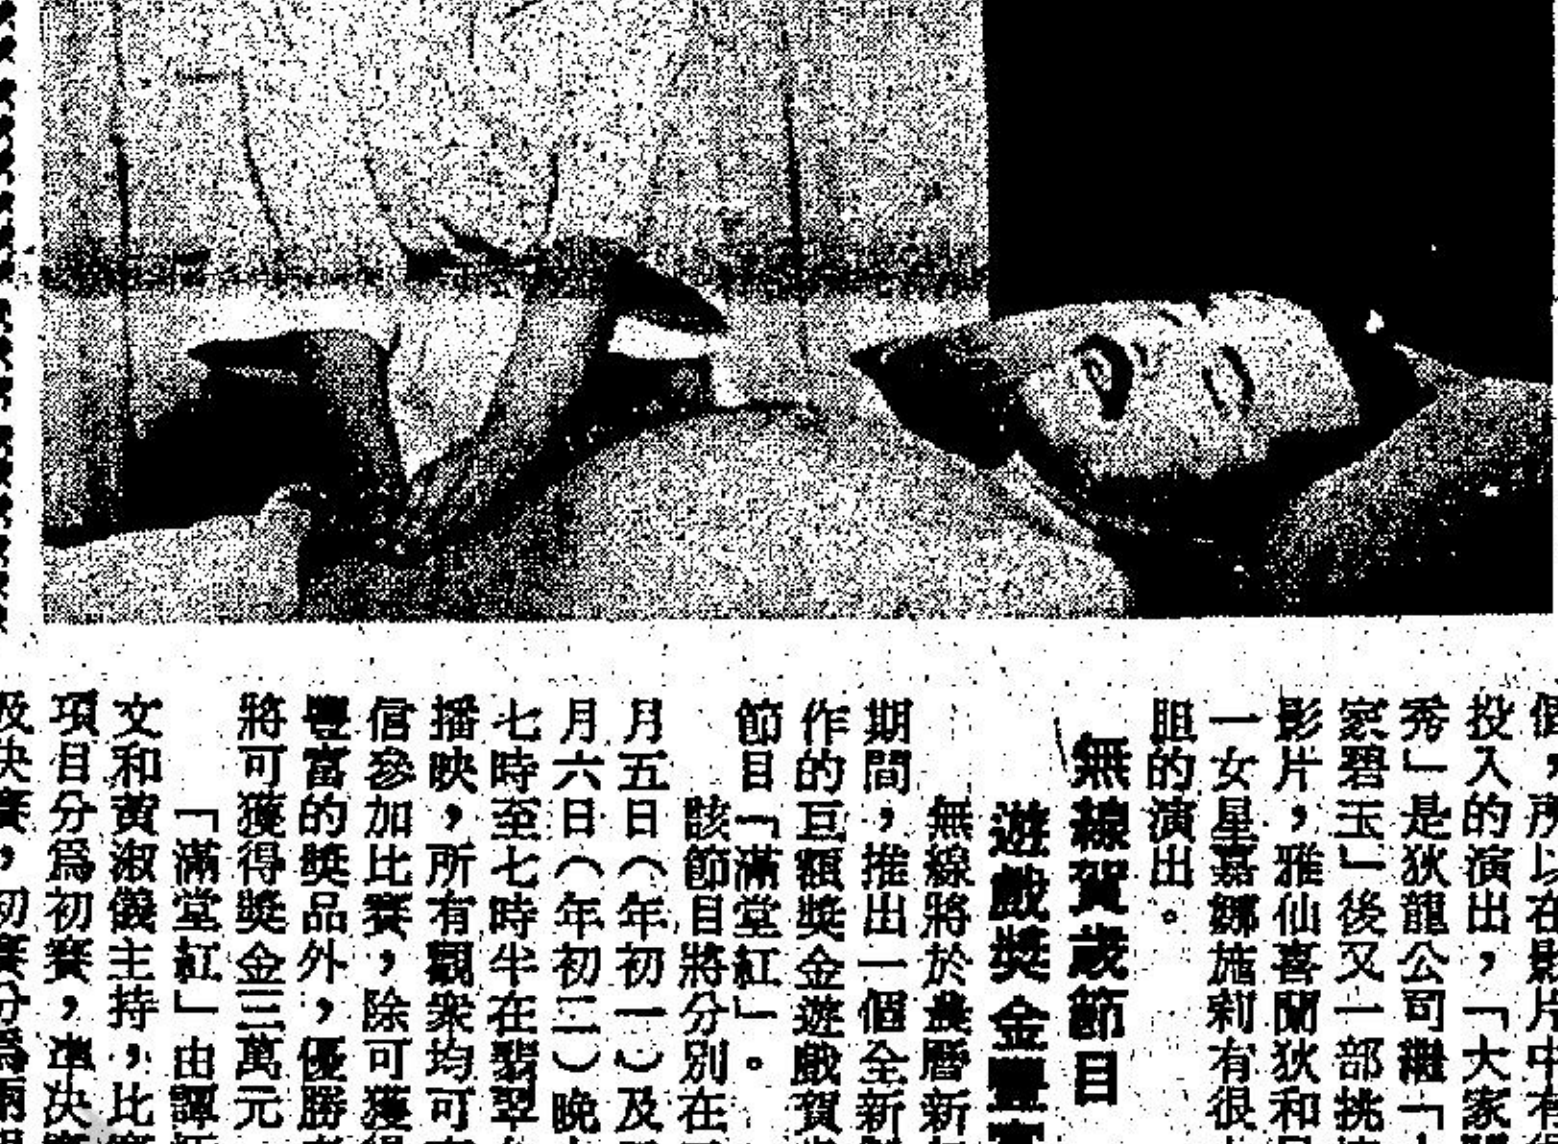 個，所以在影片中有
投入的演出，「大家
秀」是狄龍公司繼「
家碧玉」後又一部挑
影片，雅仙喜蘭狄和
一女星嘉娜施莉有很
胆的演出。
無線賀歲節目
遊戲獎金豐富
無線將於農曆新
期間，推出一個全新
作的巨額獎金遊戲賀
節目「滿堂紅」。
該節目將分別在
月五日（年初一）及
月六日（年初二）晚
七時至七時半在翡翠
播映，所有觀衆均可
信參加比賽，除可獲
豐富的獎品外，優勝
將可獲得獎金三萬元
「滿堂紅」由譚
文和黃淑儀主持，比
項目分爲初賽，準決
及決賽，初賽分爲兩